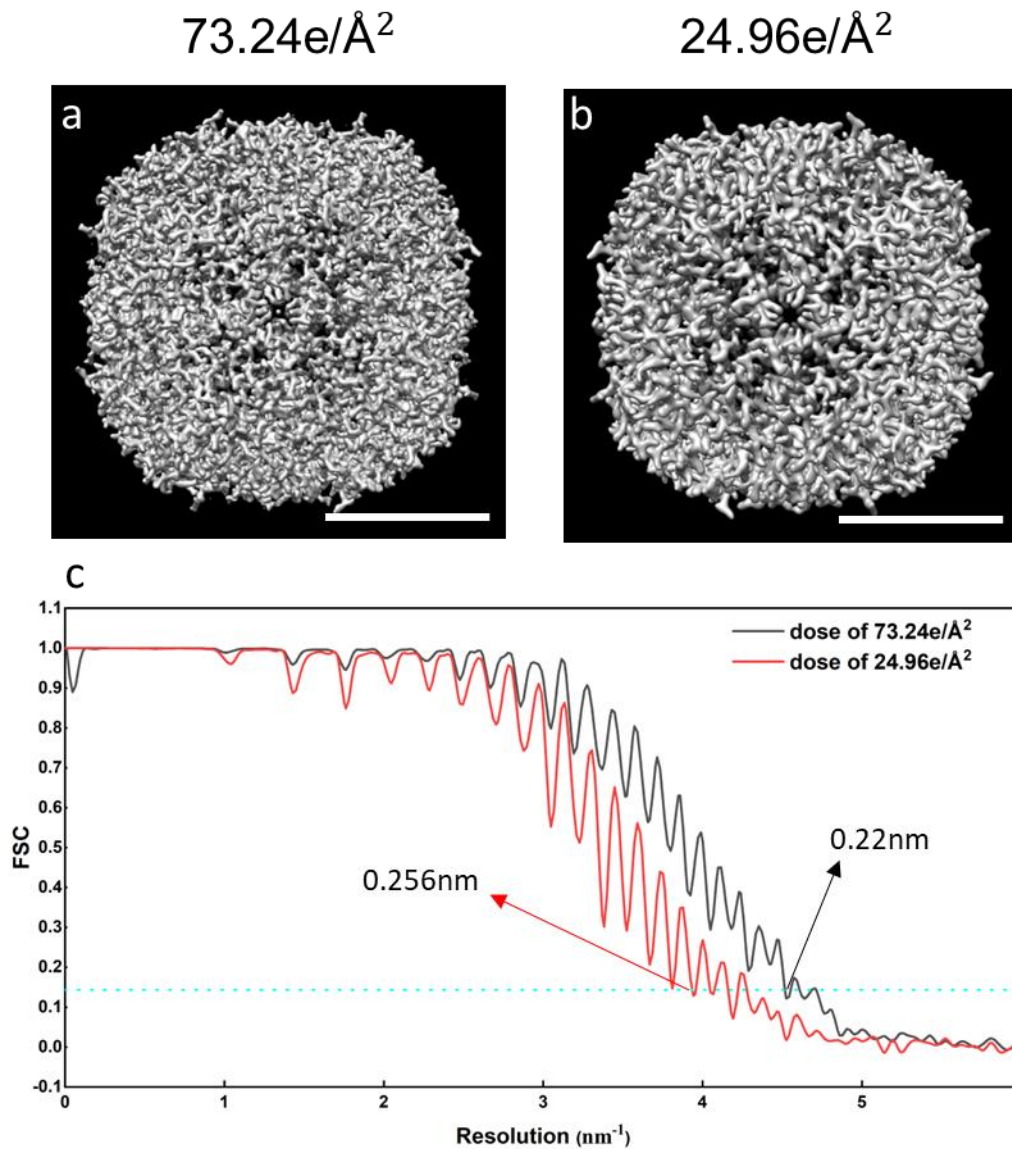 73.24e/Å²
24.96e/Å²
a
b
c
1.1
1.0
0.9
0.8
0.7
0.6
0.5
0.4
0.3
0.2
0.1
0.0
-0.1
FSC
dose of 73.24e/Å²
dose of 24.96e/Å²
0.22nm
0.256nm
0 1 2 3 4 5
Resolution (nm⁻¹)